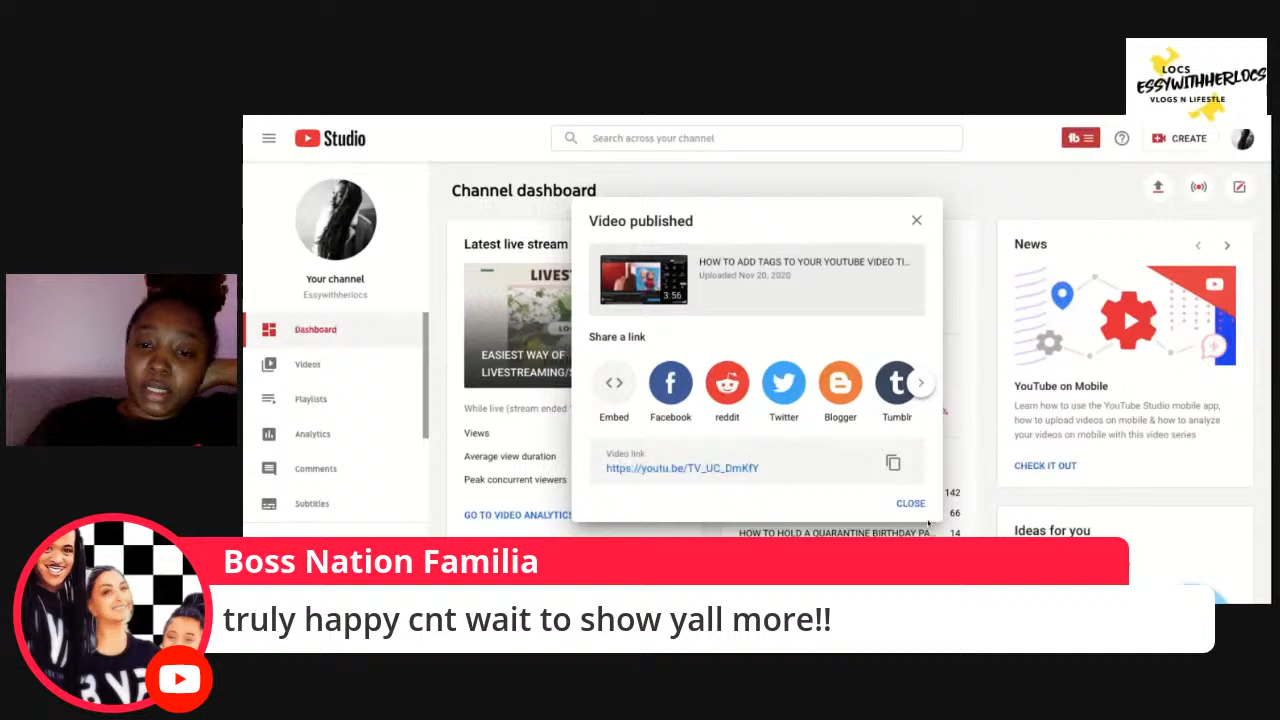 LOCS
ESSYWITHHERLOCS
VLOGS N LIFESTLE
Studio
Search across your channel
CREATE
Channel dashboard
Your channel
Essywithherlocs
Dashboard
Videos
Playlists
Analytics
Comments
Subtitles
Latest live stream
LIVEST
EASIEST WAY OF
LIVESTREAMING/S
While live (stream ended
Views
Average view duration
Peak concurrent viewers
GO TO VIDEO ANALYTICS
Video published
HOW TO ADD TAGS TO YOUR YOUTUBE VIDEO TI...
Uploaded Nov 20, 2020
3:56
Share a link
Embed
Facebook
reddit
Twitter
Blogger
Tumblr
Video link
https://youtu.be/TV_UC_DmKfY
CLOSE
142
66
HOW TO HOLD A QUARANTINE BIRTHDAY PA... 14
News
YouTube on Mobile
Learn how to use the YouTube Studio mobile app,
how to upload videos on mobile & how to analyze
your videos on mobile with this video series
CHECK IT OUT
Ideas for you
Boss Nation Familia
truly happy cnt wait to show yall more!!